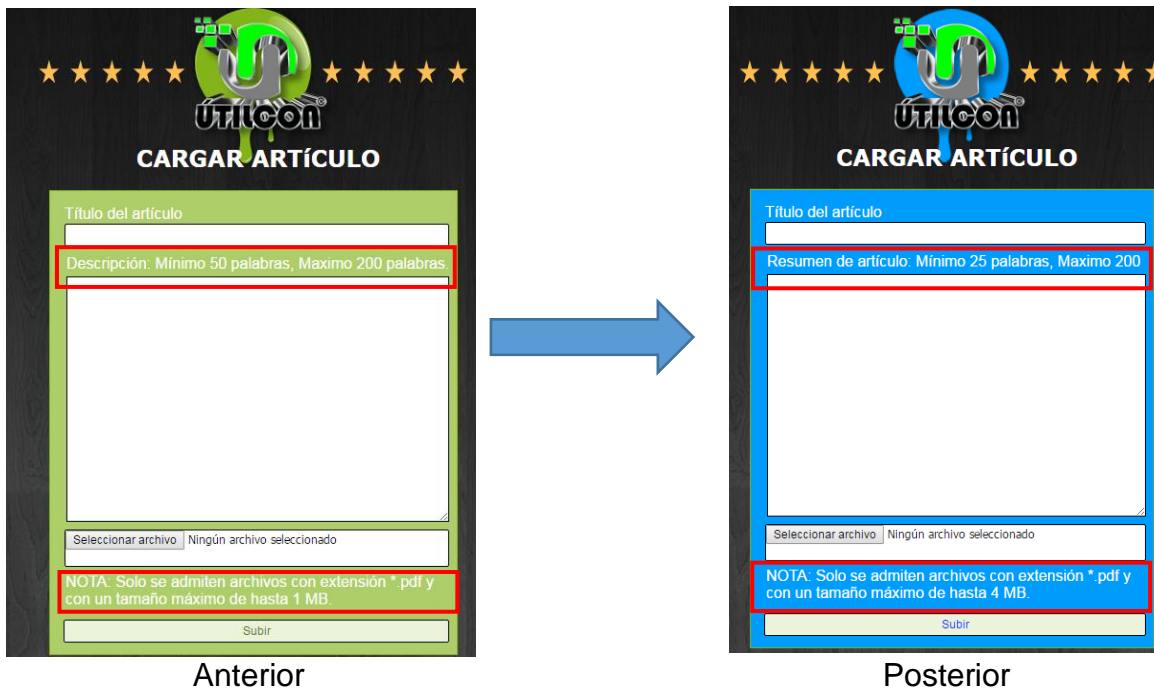 ÚTILCON©
CARGAR ARTíCULO
Título del artículo
Descripción: Mínimo 50 palabras, Maximo 200 palabras.
Seleccionar archivo Ningún archivo seleccionado
NOTA: Solo se admiten archivos con extensión *.pdf y
con un tamaño máximo de hasta 1 MB.
Subir
Anterior
ÚTILCON
CARGAR ARTíCULO
Título del artículo
Resumen de artículo: Mínimo 25 palabras, Maximo 200
Seleccionar archivo Ningún archivo seleccionado
NOTA: Solo se admiten archivos con extensión *.pdf y
con un tamaño máximo de hasta 4 MB.
Subir
Posterior